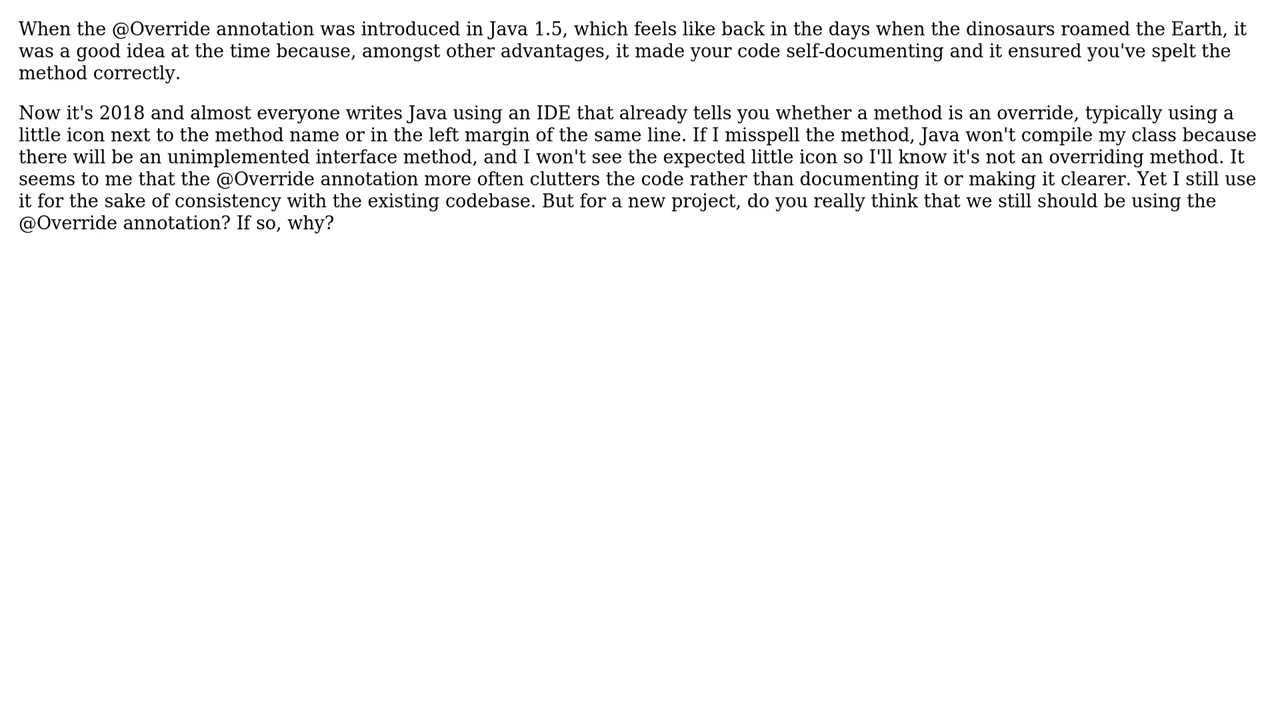 When the @Override annotation was introduced in Java 1.5, which feels like back in the days when the dinosaurs roamed the Earth, it
was a good idea at the time because, amongst other advantages, it made your code self-documenting and it ensured you've spelt the
method correctly.
Now it's 2018 and almost everyone writes Java using an IDE that already tells you whether a method is an override, typically using a
little icon next to the method name or in the left margin of the same line. If I misspell the method, Java won't compile my class because
there will be an unimplemented interface method, and I won't see the expected little icon so I'll know it's not an overriding method. It
seems to me that the @Override annotation more often clutters the code rather than documenting it or making it clearer. Yet I still use
it for the sake of consistency with the existing codebase. But for a new project, do you really think that we still should be using the
@Override annotation? If so, why?